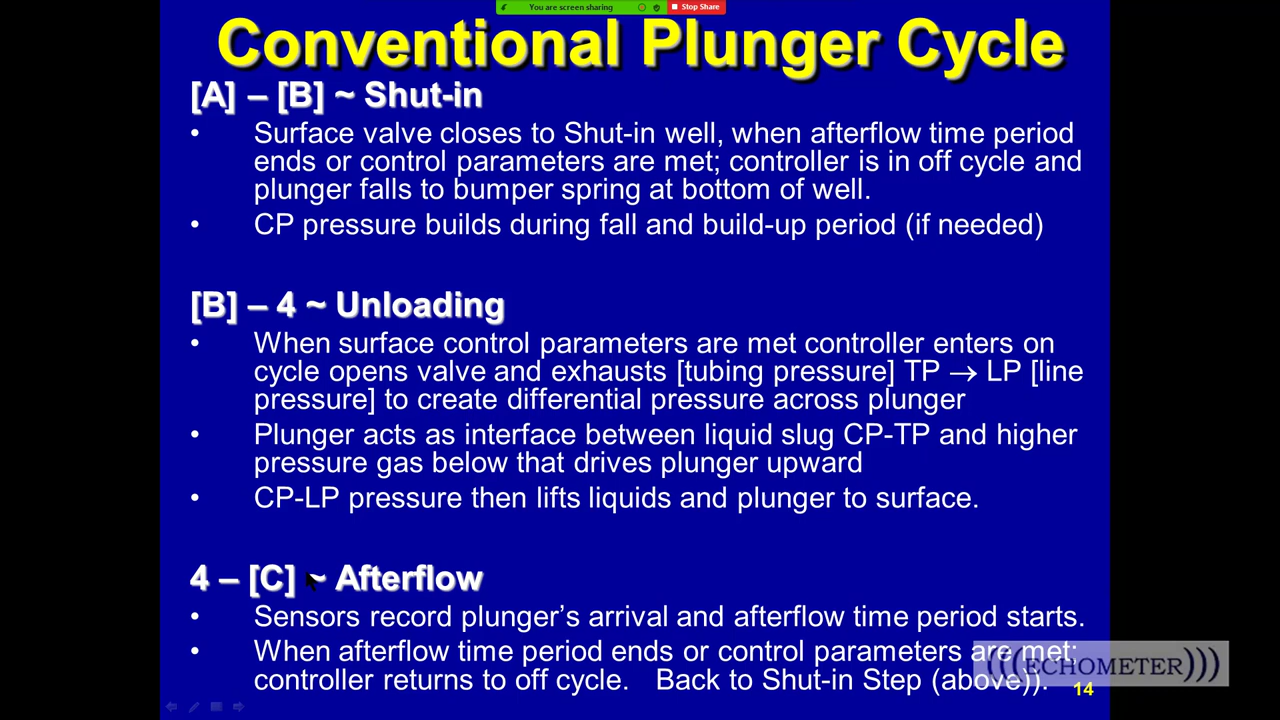 You are screen sharing
Stop Share
Conventional Plunger Cycle
[A] – [B] ~ Shut-in
• Surface valve closes to Shut-in well, when afterflow time period
ends or control parameters are met; controller is in off cycle and
plunger falls to bumper spring at bottom of well.
• CP pressure builds during fall and build-up period (if needed)
[B] – 4 ~ Unloading
• When surface control parameters are met controller enters on
cycle opens valve and exhausts [tubing pressure] TP → LP [line
pressure] to create differential pressure across plunger
• Plunger acts as interface between liquid slug CP-TP and higher
pressure gas below that drives plunger upward
• CP-LP pressure then lifts liquids and plunger to surface.
4 – [C] ~ Afterflow
• Sensors record plunger’s arrival and afterflow time period starts.
• When afterflow time period ends or control parameters are met;
controller returns to off cycle. Back to Shut-in Step (above)).
(((ECHOMETER)))
14